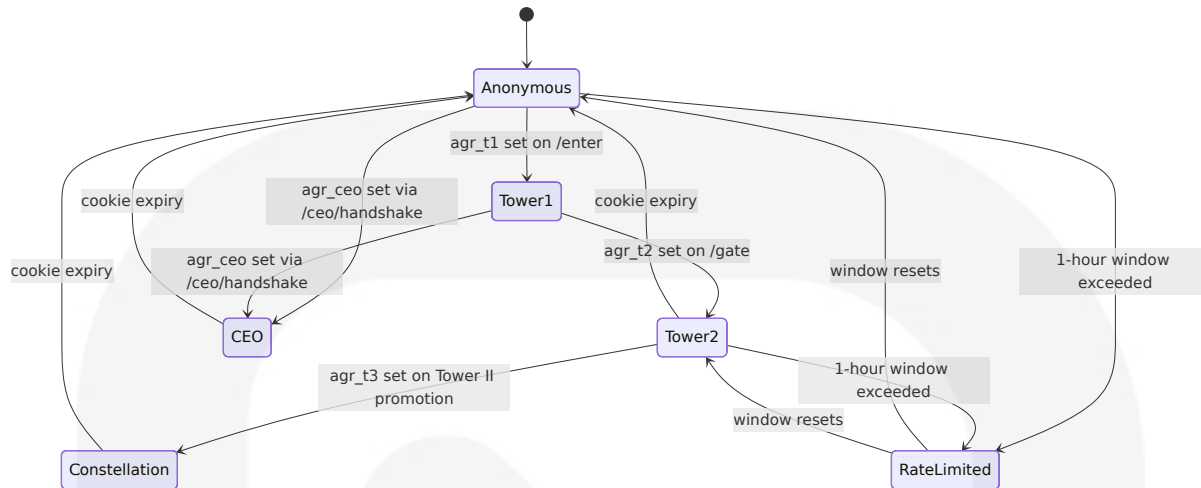 Anonymous
agr_t1 set on /enter
agr_ceo set via
/ceo/handshake
Tower1
cookie expiry
cookie expiry
agr_t2 set on /gate
agr_ceo set via
/ceo/handshake
cookie expiry
window resets
1-hour window
exceeded
CEO
Tower2
agr_t3 set on Tower II
promotion
1-hour window
exceeded
window resets
Constellation
RateLimited